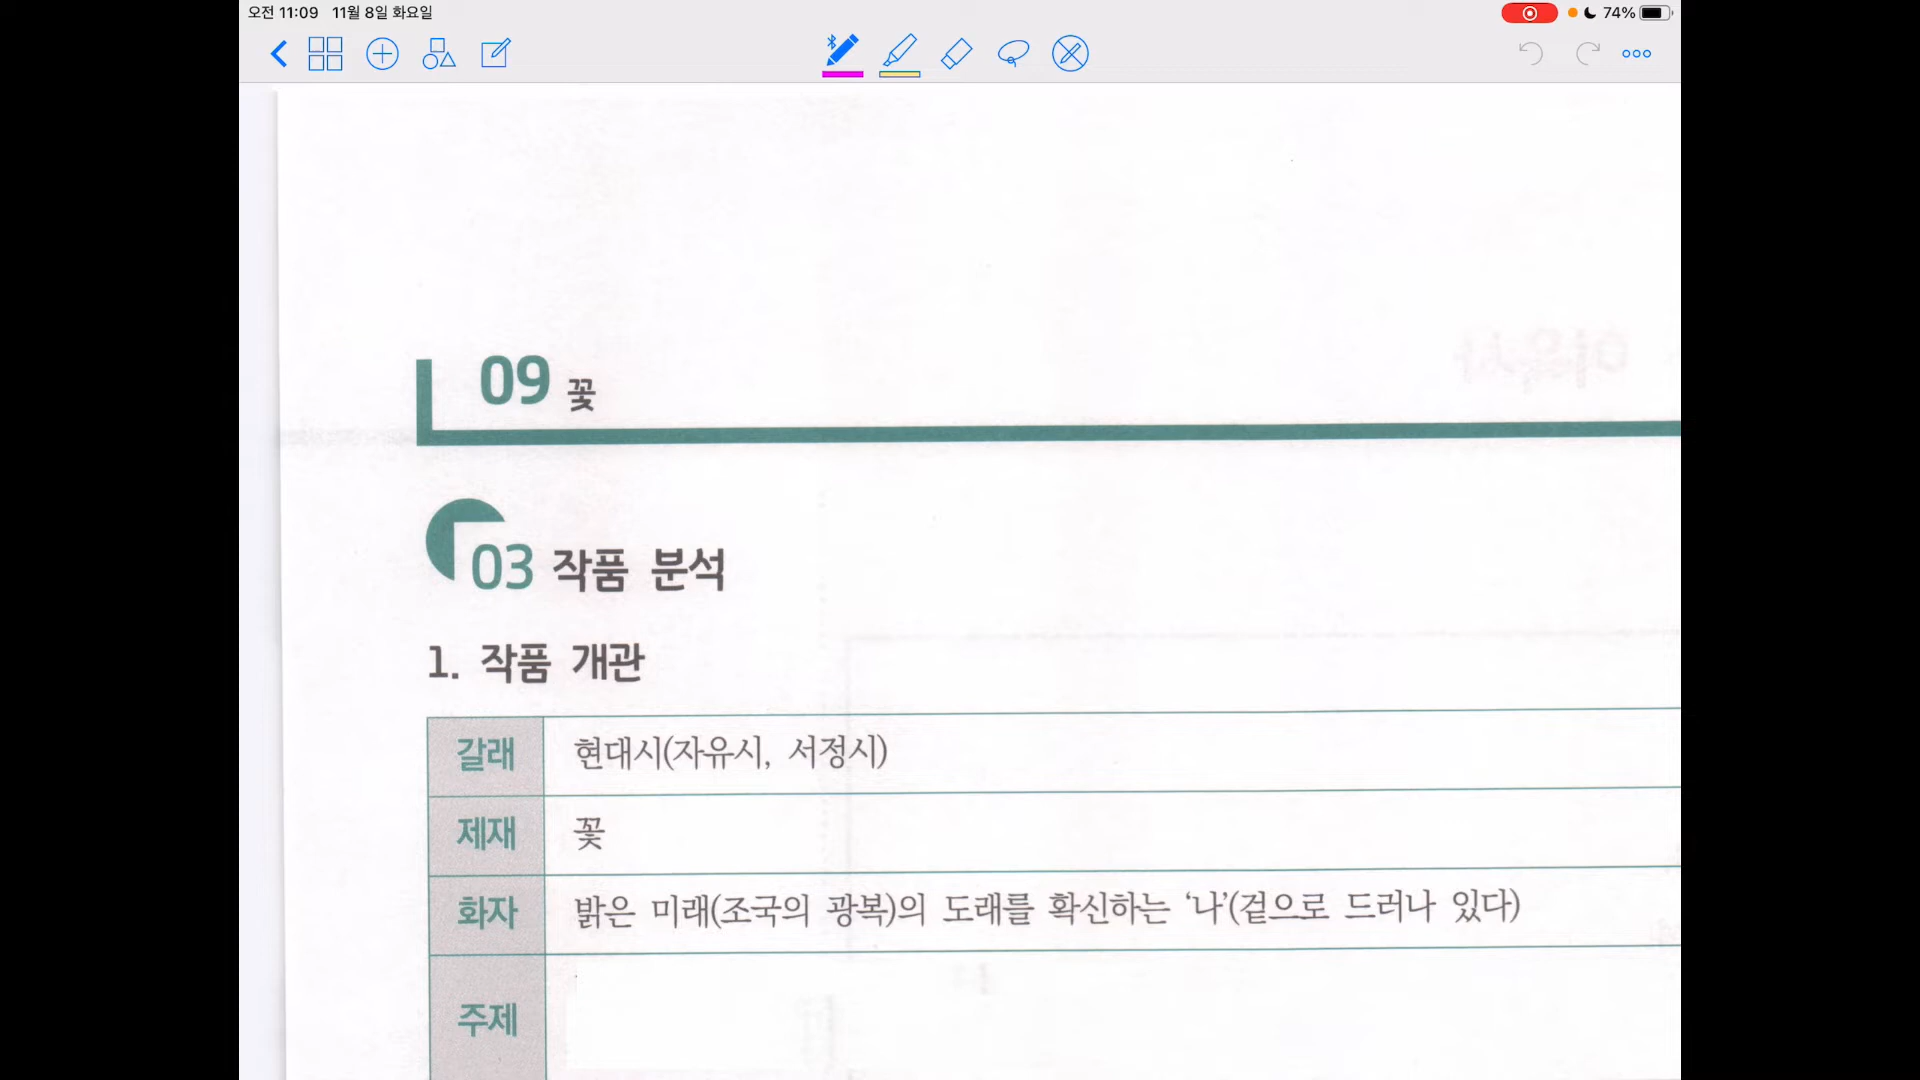 오전 11:09 11월 8일 화요일
74%
09 꽃
03 작품 분석
1. 작품 개관
갈래 현대시(자유시, 서정시)
제재 꽃
화자 밝은 미래(조국의 광복)의 도래를 확신하는 ‘나’(겉으로 드러나 있다)
주제